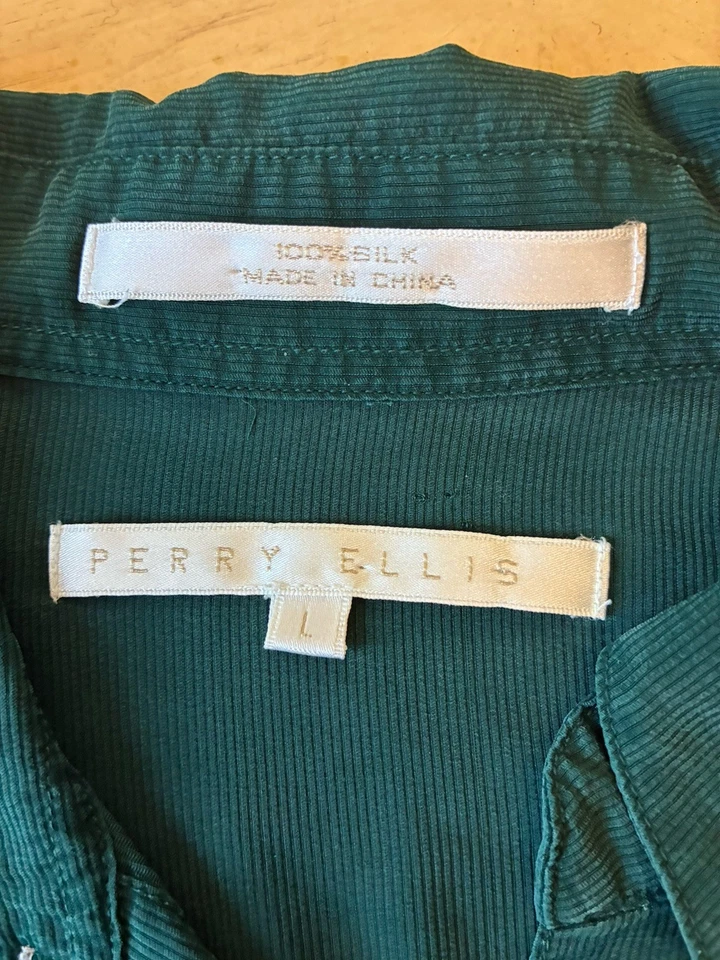 100% SILK
MADE IN CHINA
PERRY ELLIS
L